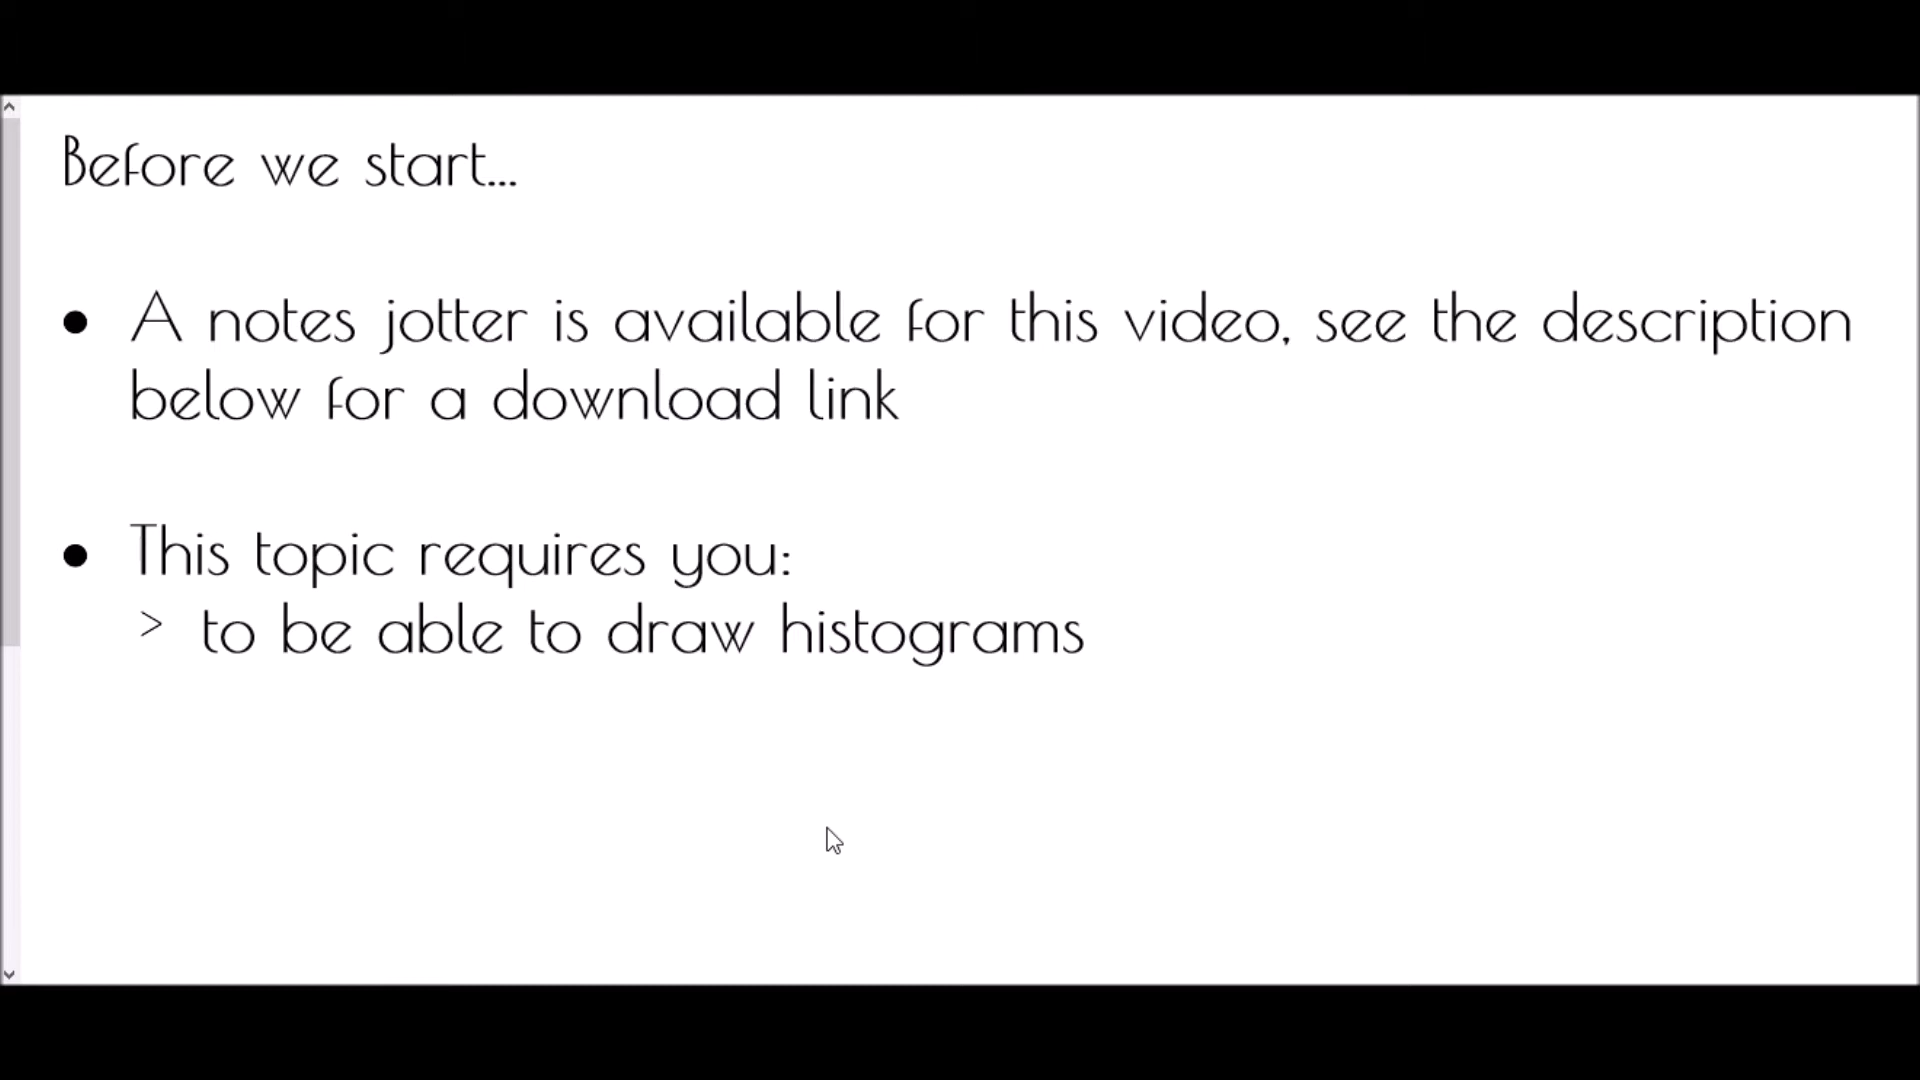 Before we start...
• A notes jotter is available for this video, see the description
below for a download link
• This topic requires you:
> to be able to draw histograms